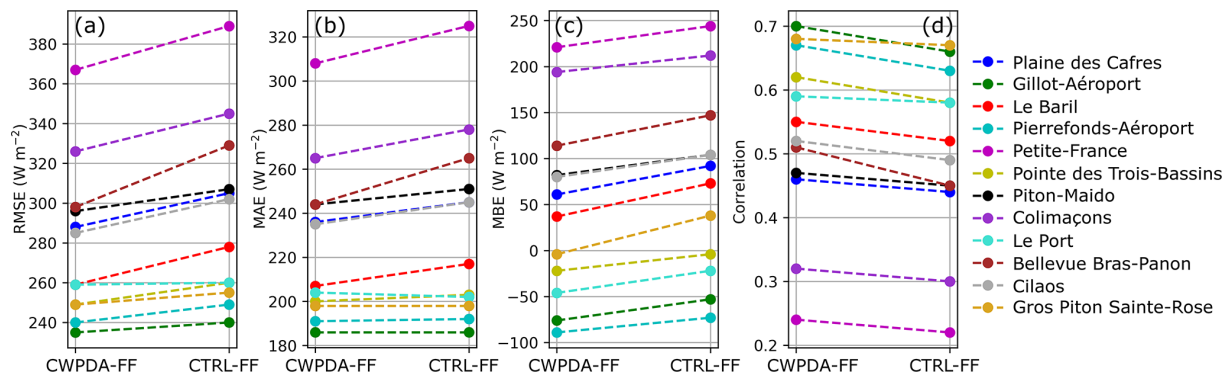 (a)
RMSE (W m⁻²)
380
360
340
320
300
280
260
240
CWPDA-FF CTRL-FF
(b)
MAE (W m⁻²)
320
300
280
260
240
220
200
180
CWPDA-FF CTRL-FF
(c)
MBE (W m⁻²)
250
200
150
100
50
0
−50
−100
CWPDA-FF CTRL-FF
(d)
Correlation
0.7
0.6
0.5
0.4
0.3
0.2
CWPDA-FF CTRL-FF
Plaine des Cafres
Gillot-Aéroport
Le Baril
Pierrefonds-Aéroport
Petite-France
Pointe des Trois-Bassins
Piton-Maido
Colimaçons
Le Port
Bellevue Bras-Panon
Cilaos
Gros Piton Sainte-Rose